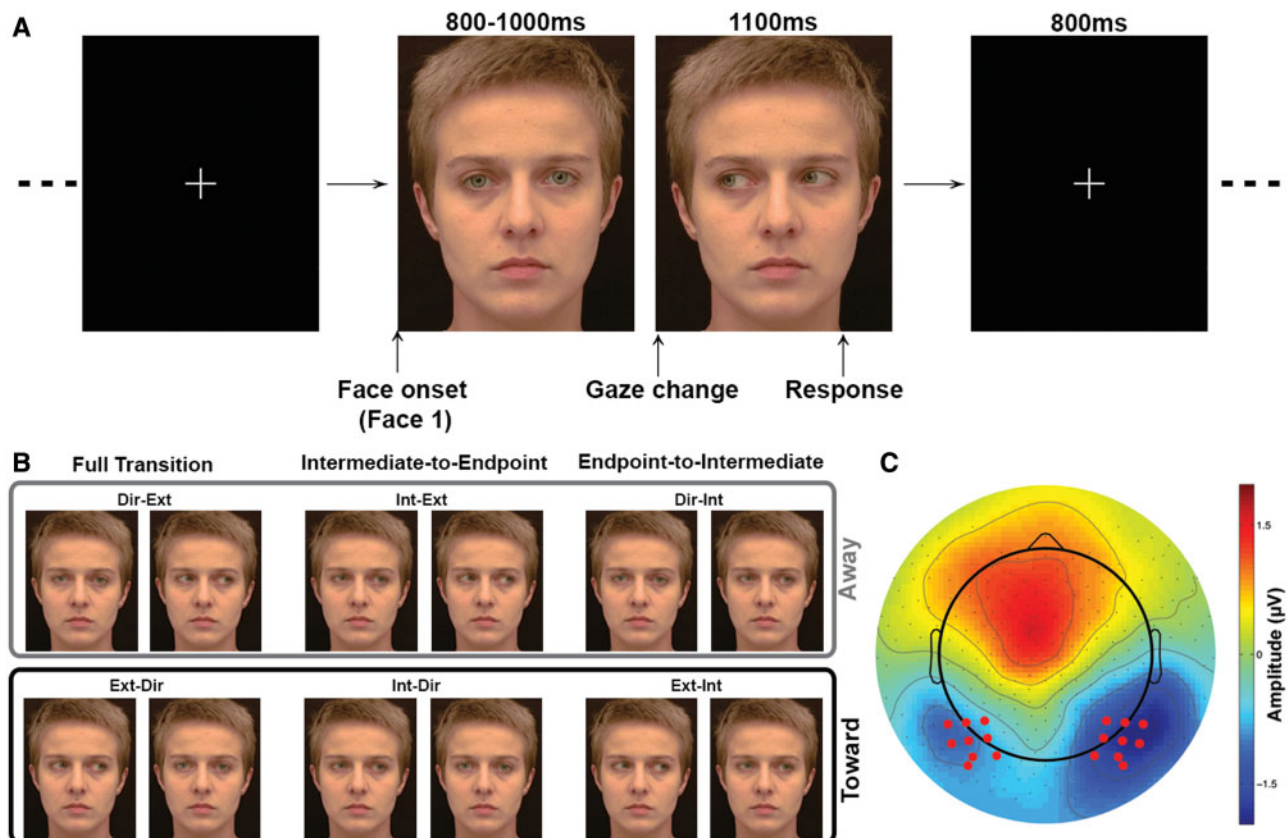 A
800-1000ms
1100ms
800ms
Face onset
(Face 1)
Gaze change
Response
B
Full Transition
Intermediate-to-Endpoint
Endpoint-to-Intermediate
Dir-Ext
Int-Ext
Dir-Int
Away
Ext-Dir
Int-Dir
Ext-Int
Toward
C
1.5
0
-1.5
Amplitude (µV)